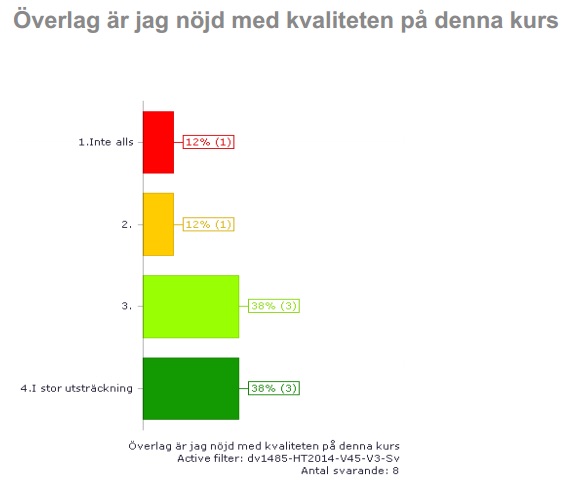 Överlag är jag nöjd med kvaliteten på denna kurs
1.Inte alls
12% (1)
2.
12% (1)
3.
38% (3)
4.I stor utsträckning
38% (3)
Överlag är jag nöjd med kvaliteten på denna kurs
Active filter: dv1485-HT2014-V45-V3-Sv
Antal svarande: 8